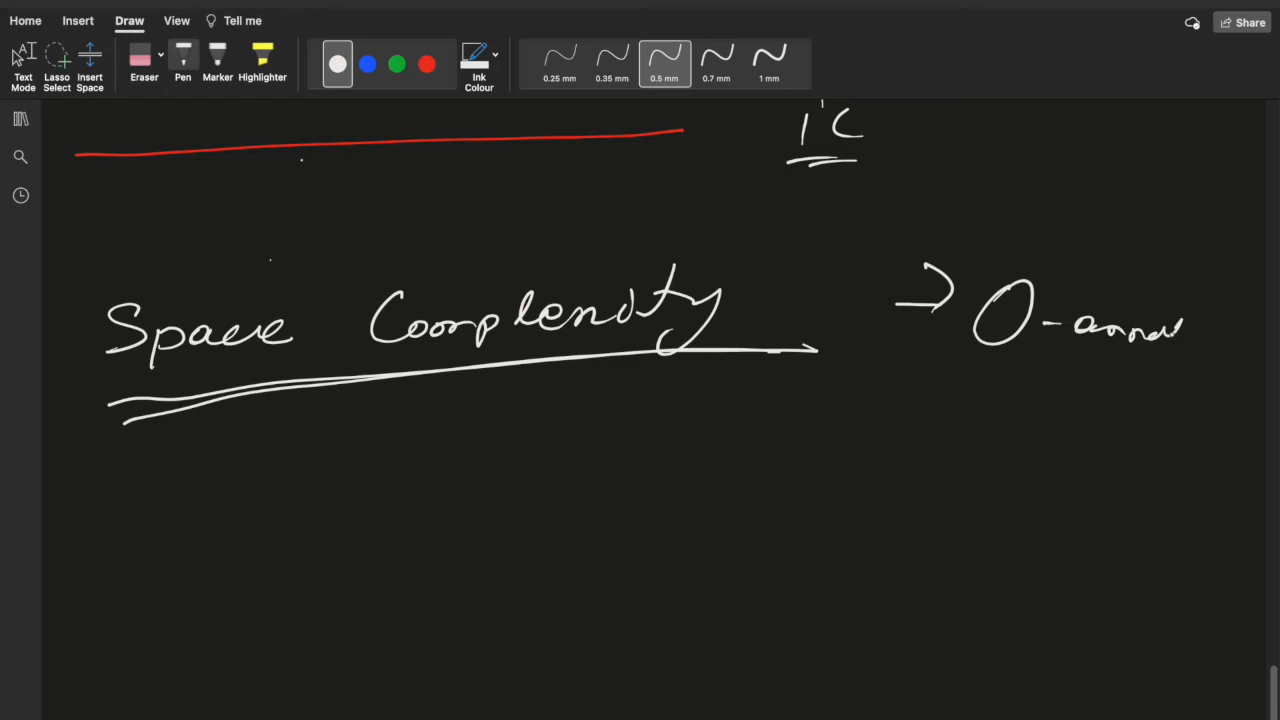 Home Insert Draw View Tell me
Share
Text Mode
Lasso Select
Insert Space
Eraser
Pen
Marker
Highlighter
Ink Colour
0.25 mm
0.35 mm
0.5 mm
0.7 mm
1 mm
1'C
Space Complexity → O-